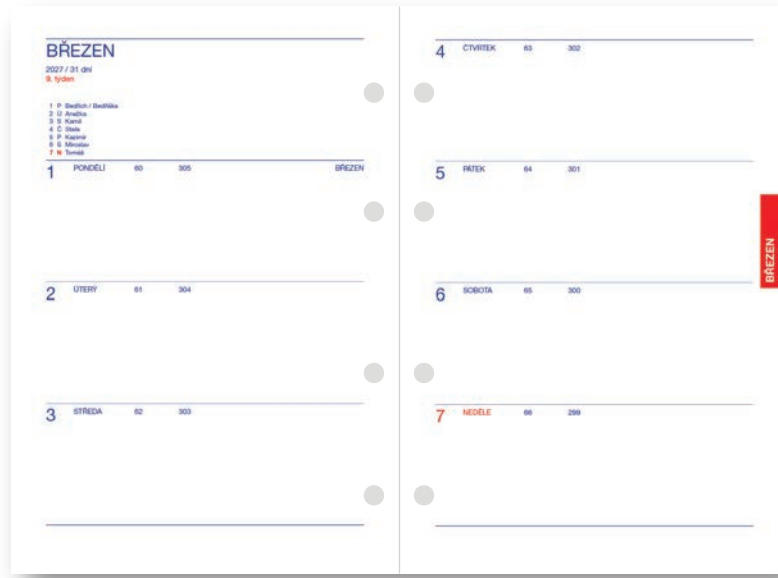 BŘEZEN
2027 / 31 dní
9. týden
1 P Bedřich / Bedřiška
2 Ú Anežka
3 S Kamil
4 Č Stela
5 P Kazimír
6 S Miroslav
7 N Tomáš
1 PONDĚLÍ 60 305 BŘEZEN
2 ÚTERÝ 61 304
3 STŘEDA 62 303
4 ČTVRTEK 63 302
5 PÁTEK 64 301
6 SOBOTA 65 300
7 NEDĚLE 66 299
BŘEZEN